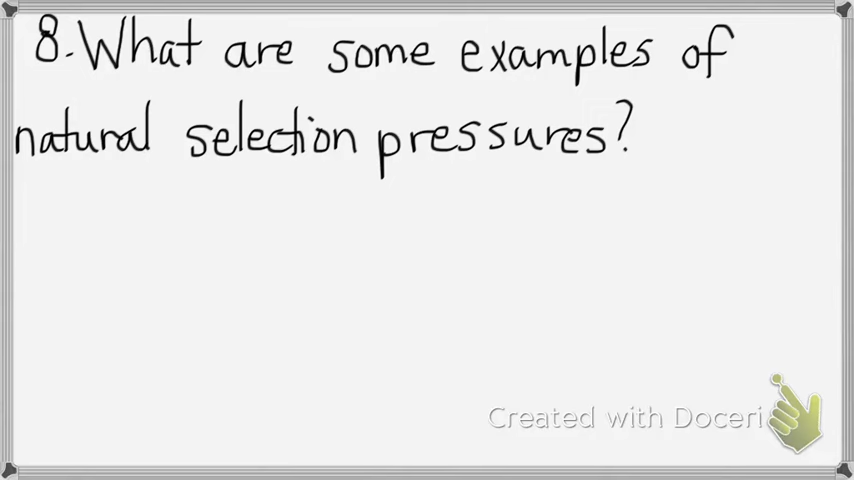 8. What are some examples of
natural selection pressures?
Created with Doceri